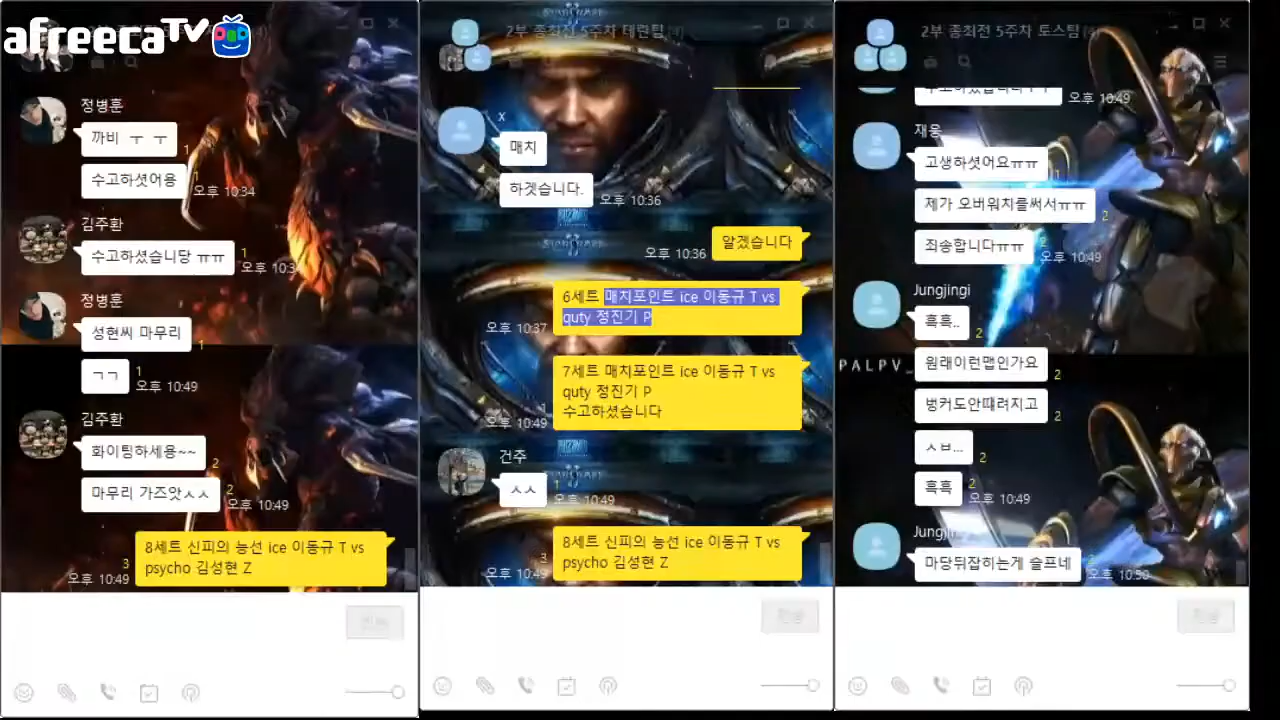 afreecaTV
정병훈
까비 ㅜ ㅜ
1
수고하셧어용
1
오후 10:34
김주환
수고하셨습니당 ㅠㅠ
1
오후 10:34
정병훈
성현씨 마무리
1
ㄱㄱ
1
오후 10:49
김주환
화이팅하세용~~
2
마무리 가즈앗ㅅㅅ
2
오후 10:49
8세트 신피의 능선 ice 이동규 T vs
psycho 김성현 Z
3
오후 10:49
2부 종최전 5주차 테란팀 (4)
x
매치
하겟습니다.
오후 10:36
알겠습니다
오후 10:36
6세트 매치포인트 ice 이동규 T vs
quty 정진기 P
오후 10:37
7세트 매치포인트 ice 이동규 T vs
quty 정진기 P
수고하셨습니다
1
오후 10:49
건주
ㅅㅅ
1
오후 10:49
8세트 신피의 능선 ice 이동규 T vs
psycho 김성현 Z
3
오후 10:49
2부 종최전 5주차 토스팀 (4)
오후 10:49
재웅
고생하셧어요ㅠㅠ
1
제가 오버워치를써서ㅠㅠ
2
죄송합니다ㅠㅠ
2
오후 10:49
Jungjingi
흑흑..
2
원래이런맵인가요
2
벙커도안때려지고
2
ㅅㅂ...
2
흑흑
2
오후 10:49
Jungjingi
마당뒤잡히는게 슬프네
오후 10:50
PALPV_